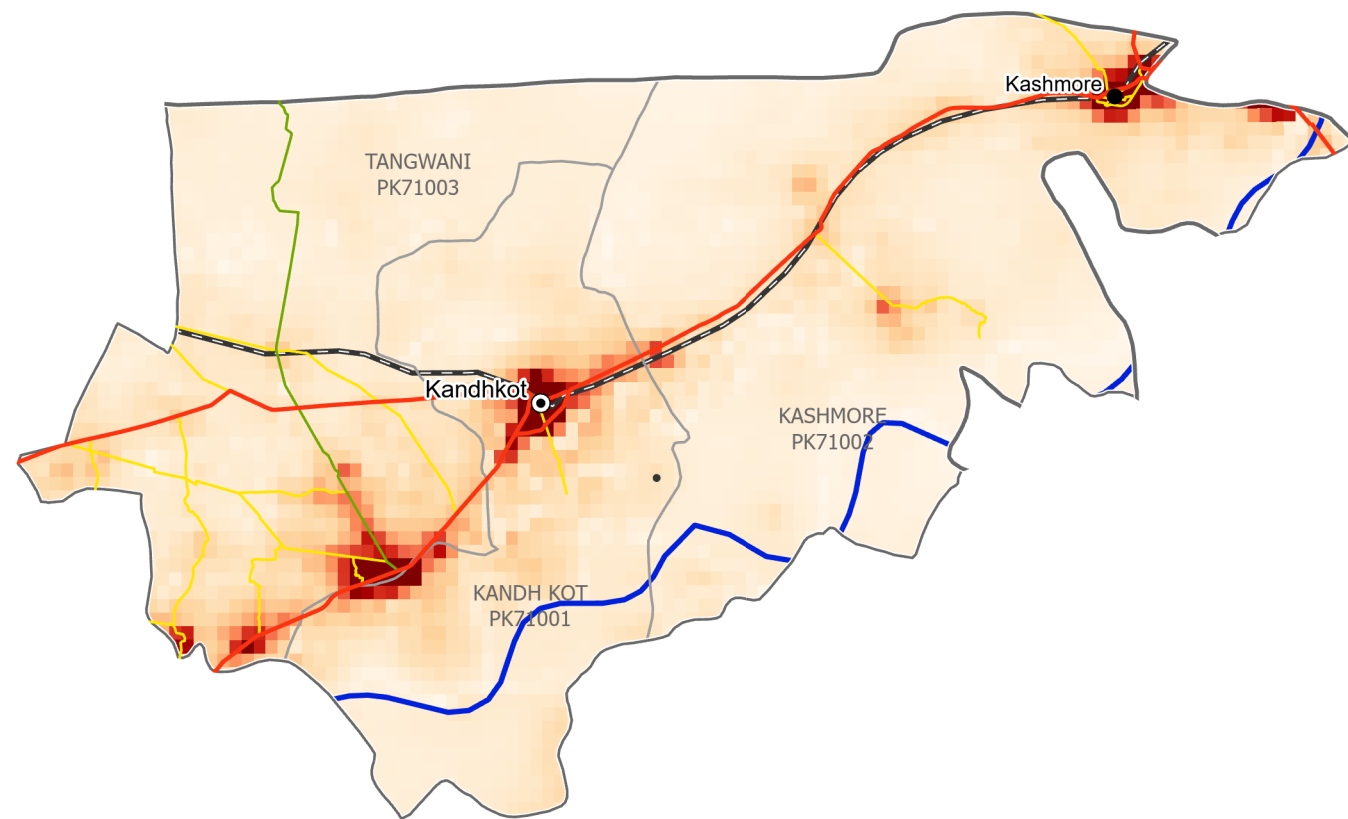 Kashmore
TANGWANI
PK71003
Kandhkot
KASHMORE
PK71002
KANDH KOT
PK71001